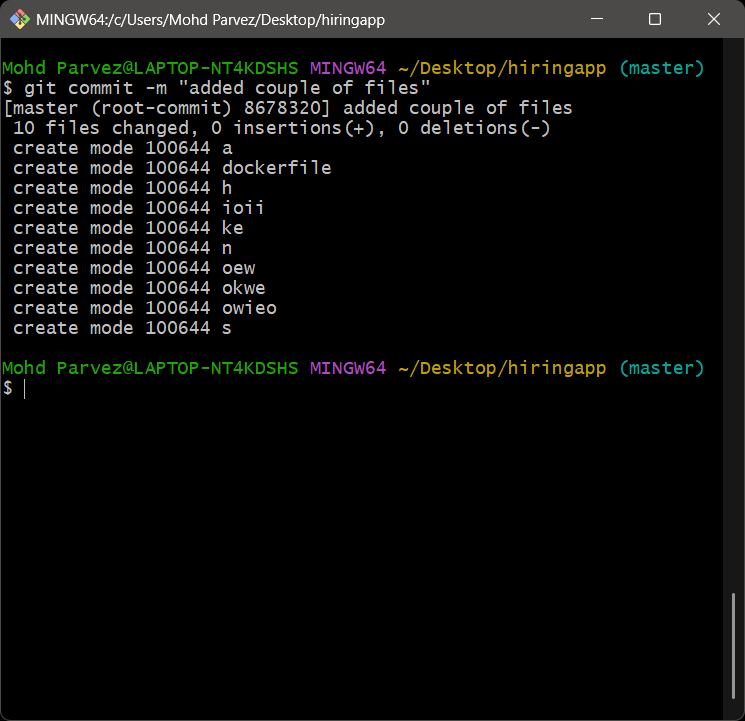 MINGW64:/c/Users/Mohd Parvez/Desktop/hiringapp
Mohd Parvez@LAPTOP-NT4KDSHS MINGW64 ~/Desktop/hiringapp (master)
$ git commit -m "added couple of files"
[master (root-commit) 8678320] added couple of files
 10 files changed, 0 insertions(+), 0 deletions(-)
 create mode 100644 a
 create mode 100644 dockerfile
 create mode 100644 h
 create mode 100644 ioii
 create mode 100644 ke
 create mode 100644 n
 create mode 100644 oew
 create mode 100644 okwe
 create mode 100644 owieo
 create mode 100644 s
Mohd Parvez@LAPTOP-NT4KDSHS MINGW64 ~/Desktop/hiringapp (master)
$